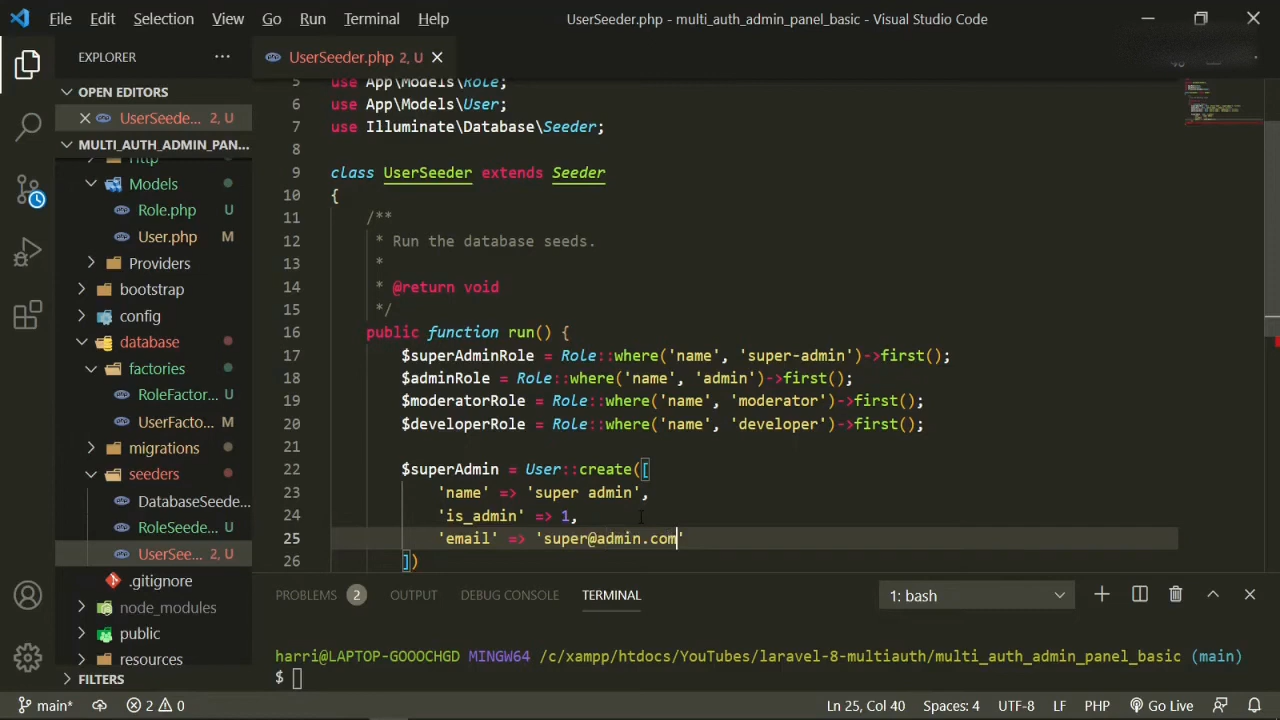 File Edit Selection View Go Run Terminal Help UserSeeder.php - multi_auth_admin_panel_basic - Visual Studio Code
EXPLORER ...
UserSeeder.php 2, U
OPEN EDITORS
UserSeede... 2, U
MULTI_AUTH_ADMIN_PAN...
Http
Models
Role.php U
User.php M
Providers
bootstrap
config
database
factories
RoleFactor... U
UserFacto... M
migrations
seeders
DatabaseSeede...
RoleSeede... U
UserSee... 2, U
.gitignore
node_modules
public
resources
FILTERS
5 use App\Models\Role;
6 use App\Models\User;
7 use Illuminate\Database\Seeder;
8
9 class UserSeeder extends Seeder
10 {
11 /**
12 * Run the database seeds.
13 *
14 * @return void
15 */
16 public function run() {
17 $superAdminRole = Role::where('name', 'super-admin')->first();
18 $adminRole = Role::where('name', 'admin')->first();
19 $moderatorRole = Role::where('name', 'moderator')->first();
20 $developerRole = Role::where('name', 'developer')->first();
21
22 $superAdmin = User::create([
23 'name' => 'super admin',
24 'is_admin' => 1,
25 'email' => 'super@admin.com'
26 ])
PROBLEMS 2 OUTPUT DEBUG CONSOLE TERMINAL 1: bash
harri@LAPTOP-GOOOCHGD MINGW64 /c/xampp/htdocs/YouTubes/laravel-8-multiauth/multi_auth_admin_panel_basic (main)
$
main* 2 0 Ln 25, Col 40 Spaces: 4 UTF-8 LF PHP Go Live